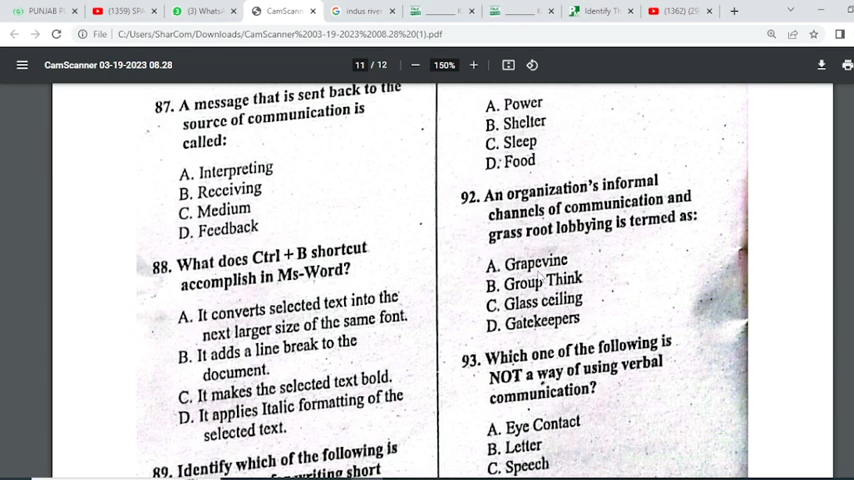 PUNJAB P
(1359) SPA
(3) WhatsA
CamScann
indus river
K
K
Identify Th
(1362) (29
File | C:/Users/SharCom/Downloads/CamScanner%2003-19-2023%2008.28%20(1).pdf
CamScanner 03-19-2023 08.28
11 / 12
150%
87. A message that is sent back to the
source of communication is
called:
A. Interpreting
B. Receiving
C. Medium
D. Feedback
88. What does Ctrl + B shortcut
accomplish in Ms-Word?
A. It converts selected text into the
next larger size of the same font.
B. It adds a line break to the
document.
C. It makes the selected text bold.
D. It applies Italic formatting of the
selected text.
89. Identify which of the following is
writing short
A. Power
B. Shelter
C. Sleep
D. Food
92. An organization's informal
channels of communication and
grass root lobbying is termed as:
A. Grapevine
B. Group Think
C. Glass ceiling
D. Gatekeepers
93. Which one of the following is
NOT a way of using verbal
communication?
A. Eye Contact
B. Letter
C. Speech